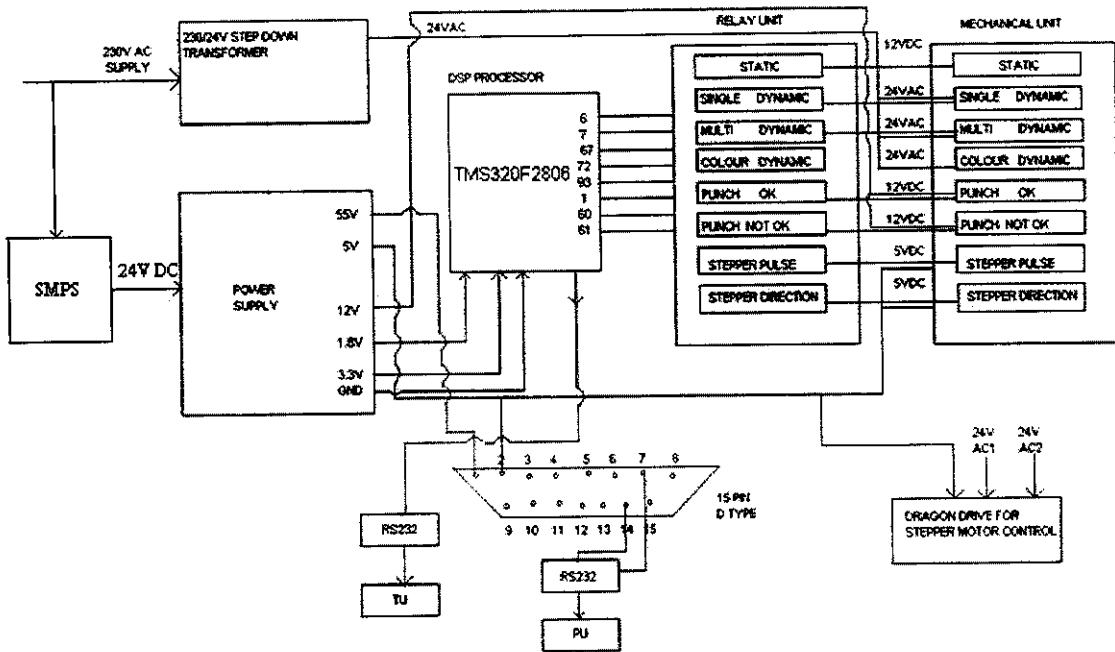 230V AC
SUPPLY
230/24V STEP DOWN
TRANSFORMER
24VAC
SMPS
24V DC
POWER
SUPPLY
55V
5V
12V
1.8V
3.3V
GND
DSP PROCESSOR
TMS320F2806
6
7
67
72
93
1
60
61
RELAY UNIT
STATIC
SINGLE DYNAMIC
MULTI DYNAMIC
COLOUR DYNAMIC
PUNCH OK
PUNCH NOT OK
STEPPER PULSE
STEPPER DIRECTION
12VDC
24VAC
24VAC
24VAC
12VDC
12VDC
5VDC
5VDC
MECHANICAL UNIT
STATIC
SINGLE DYNAMIC
MULTI DYNAMIC
COLOUR DYNAMIC
PUNCH OK
PUNCH NOT OK
STEPPER PULSE
STEPPER DIRECTION
2 3 4 5 6 7 8
9 10 11 12 13 14 15
15 PIN
D TYPE
RS232
TU
RS232
PU
24V
AC1
24V
AC2
DRAGON DRIVE FOR
STEPPER MOTOR CONTROL